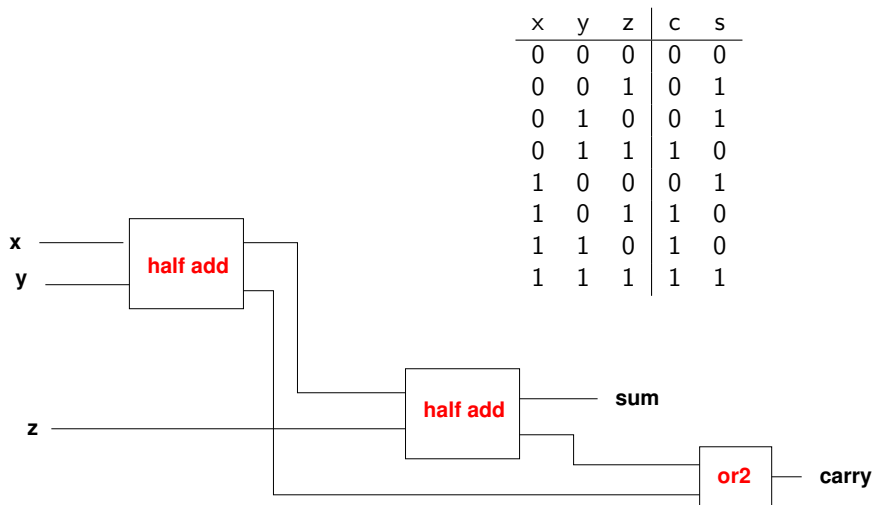 x y z c s
0 0 0 0 0
0 0 1 0 1
0 1 0 0 1
0 1 1 1 0
1 0 0 0 1
1 0 1 1 0
1 1 0 1 0
1 1 1 1 1
x
half add
y
half add
sum
z
or2
carry